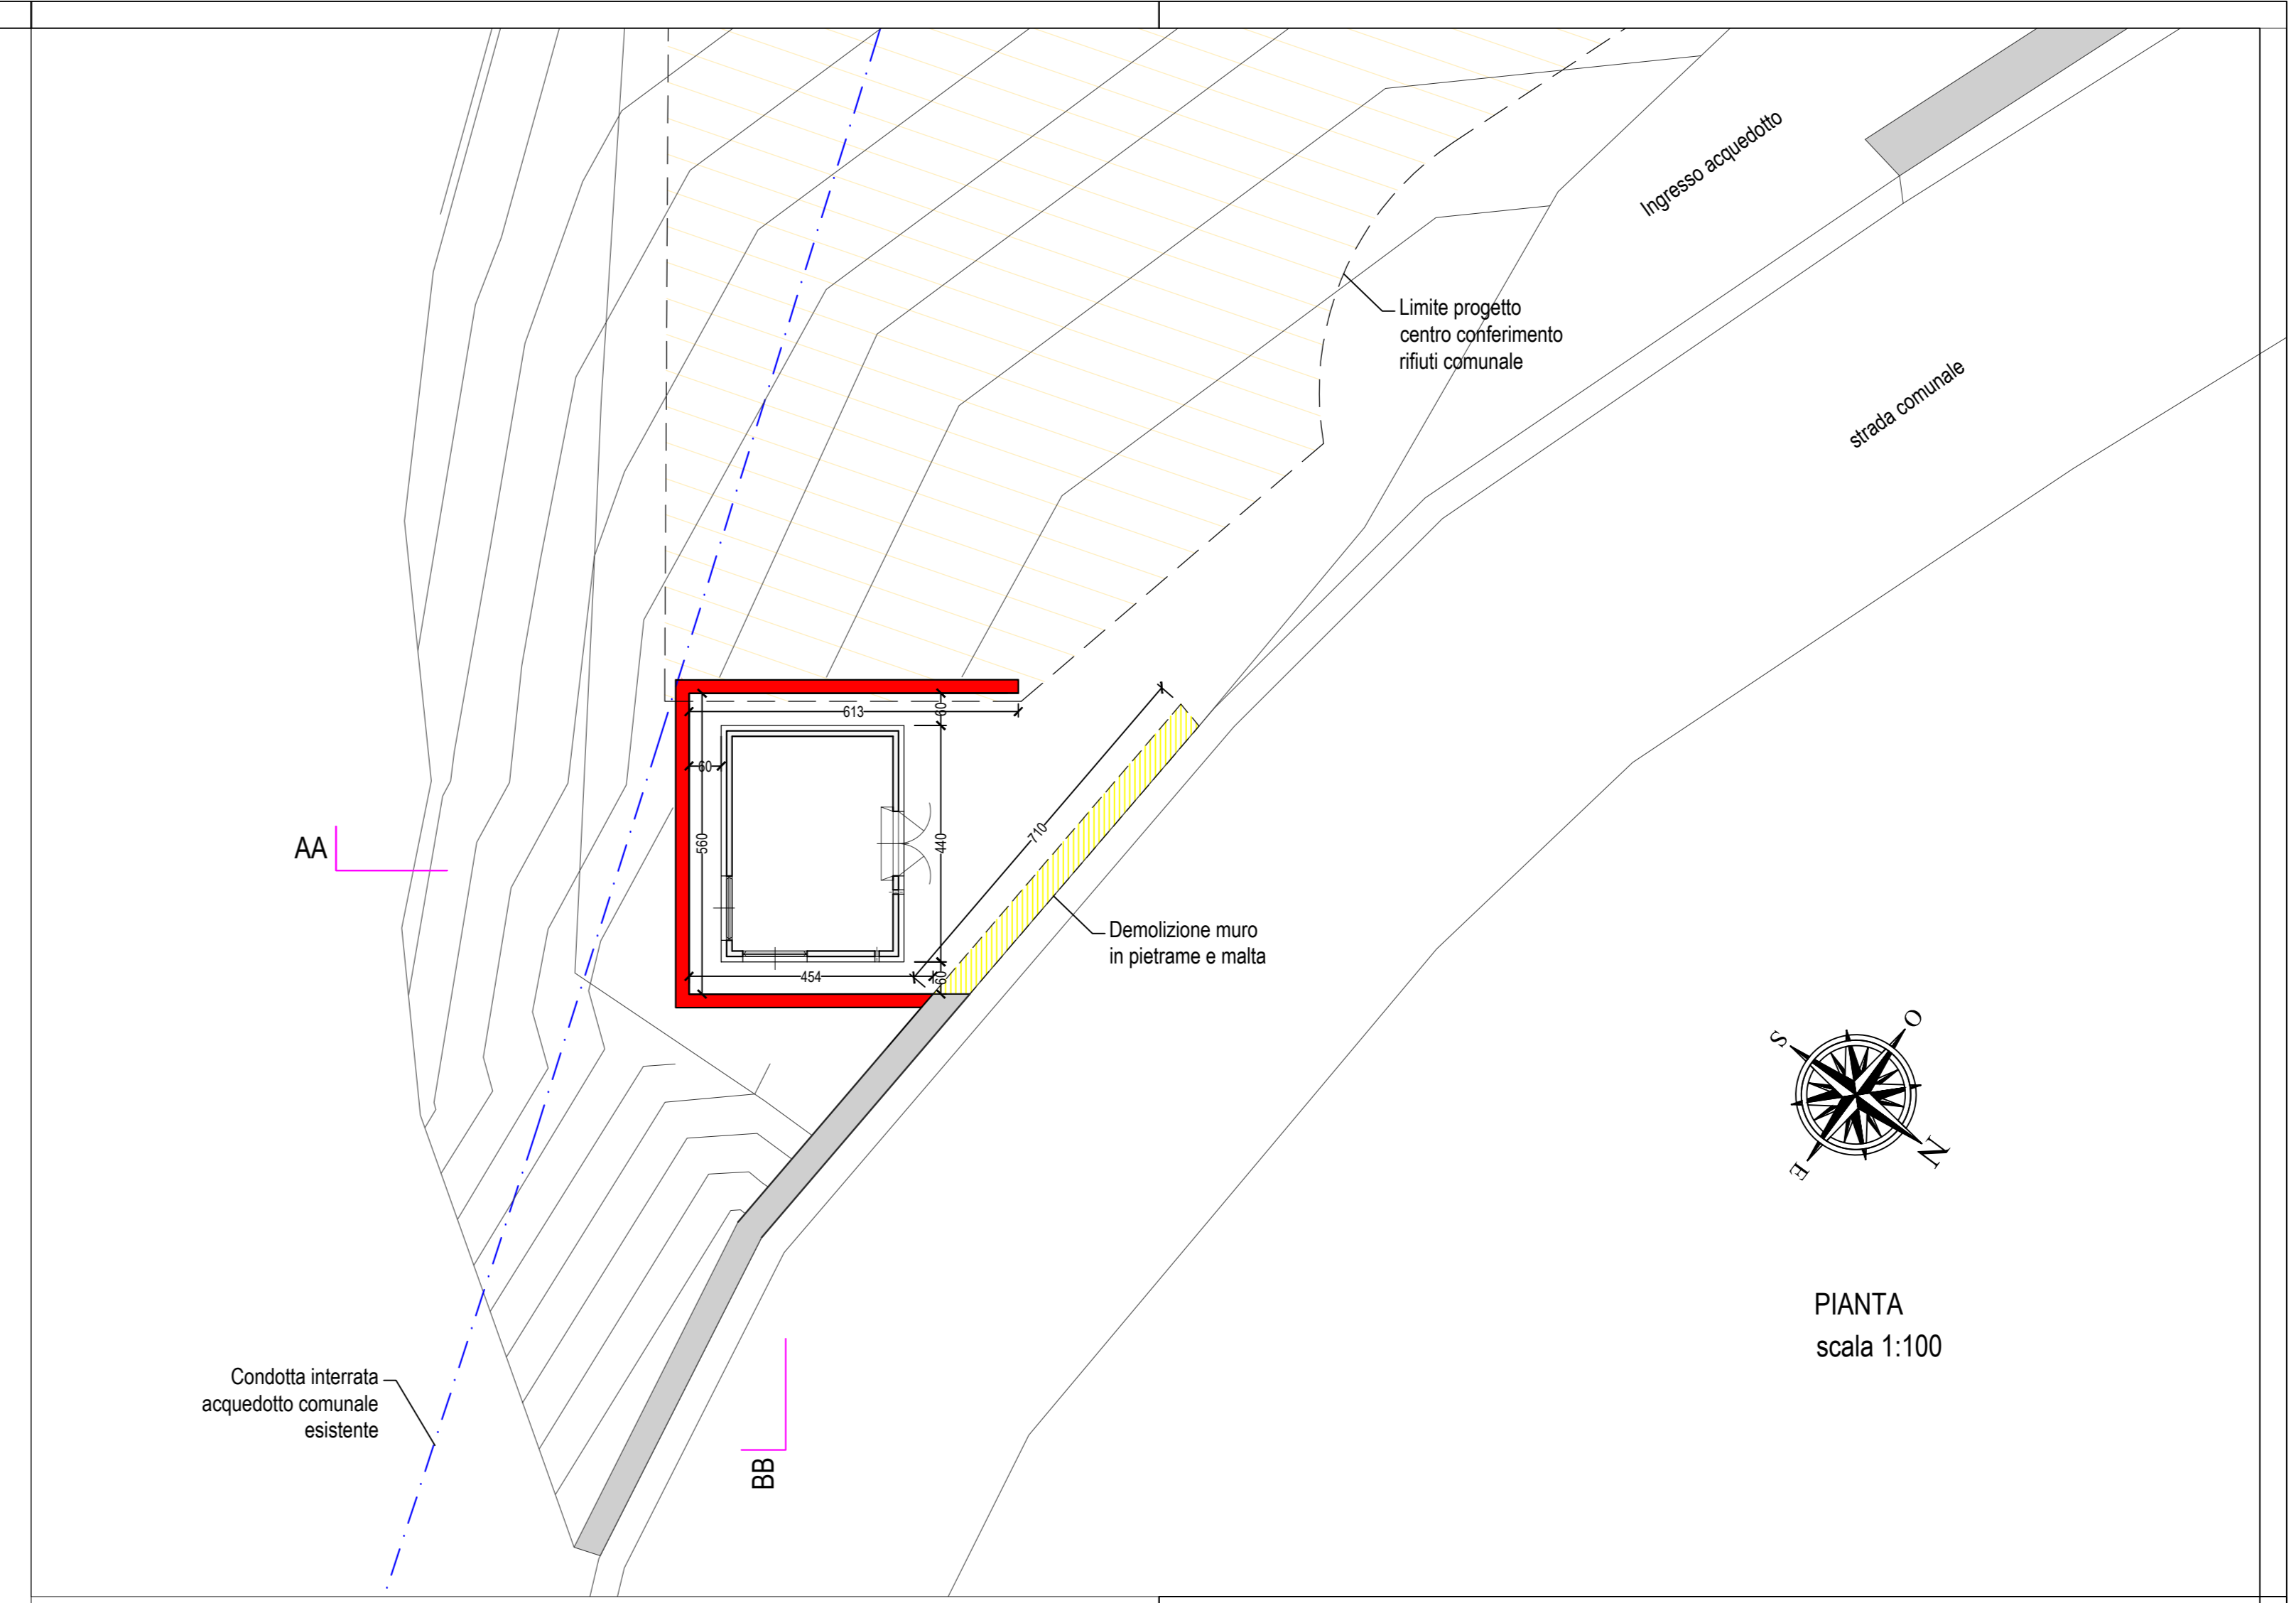 Ingresso acquedotto
Limite progetto
centro conferimento
rifiuti comunale
strada comunale
613
60
60
560
440
710
AA
Demolizione muro
in pietrame e malta
454
60
S
O
E
N
PIANTA
scala 1:100
Condotta interrata
acquedotto comunale
esistente
BB